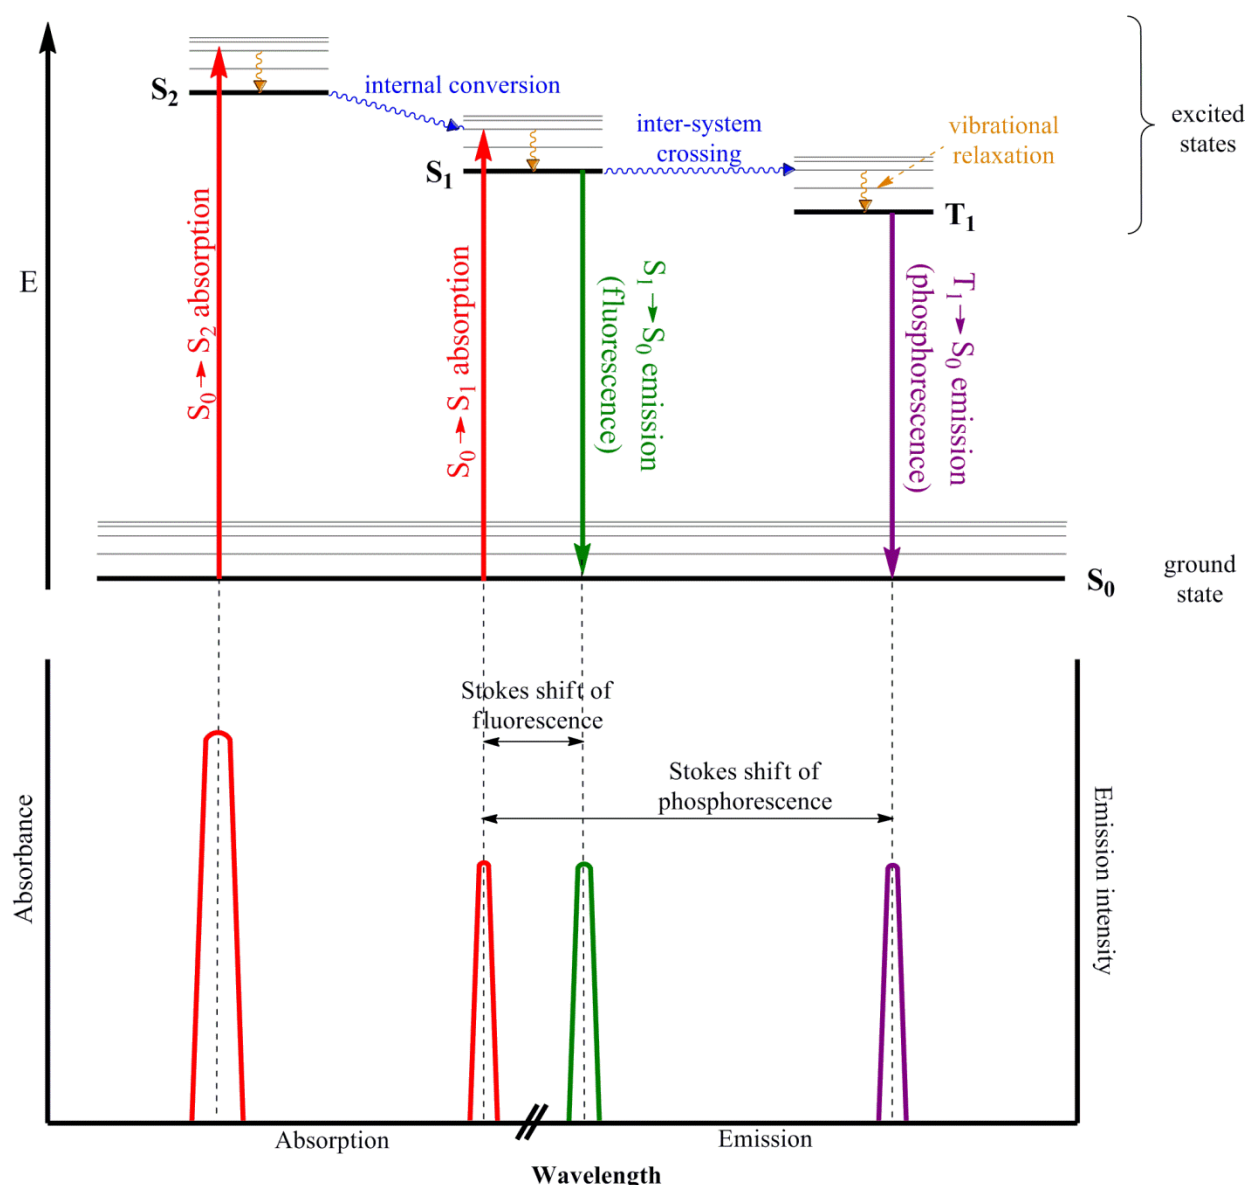 S₂
internal conversion
S₁
inter-system
crossing
vibrational
relaxation
T₁
excited
states
E
S₀→S₂ absorption
S₀→S₁ absorption
S₁→S₀ emission
(fluorescence)
T₁→S₀ emission
(phosphorescence)
S₀
ground
state
Stokes shift of
fluorescence
Stokes shift of
phosphorescence
Absorbance
Emission intensity
Absorption
Emission
Wavelength